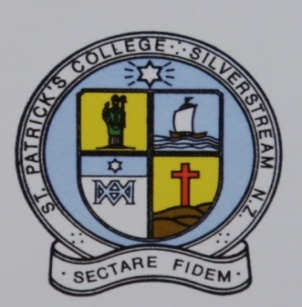 ST. PATRICK'S COLLEGE · SILVERSTREAM N.Z.
· SECTARE FIDEM ·